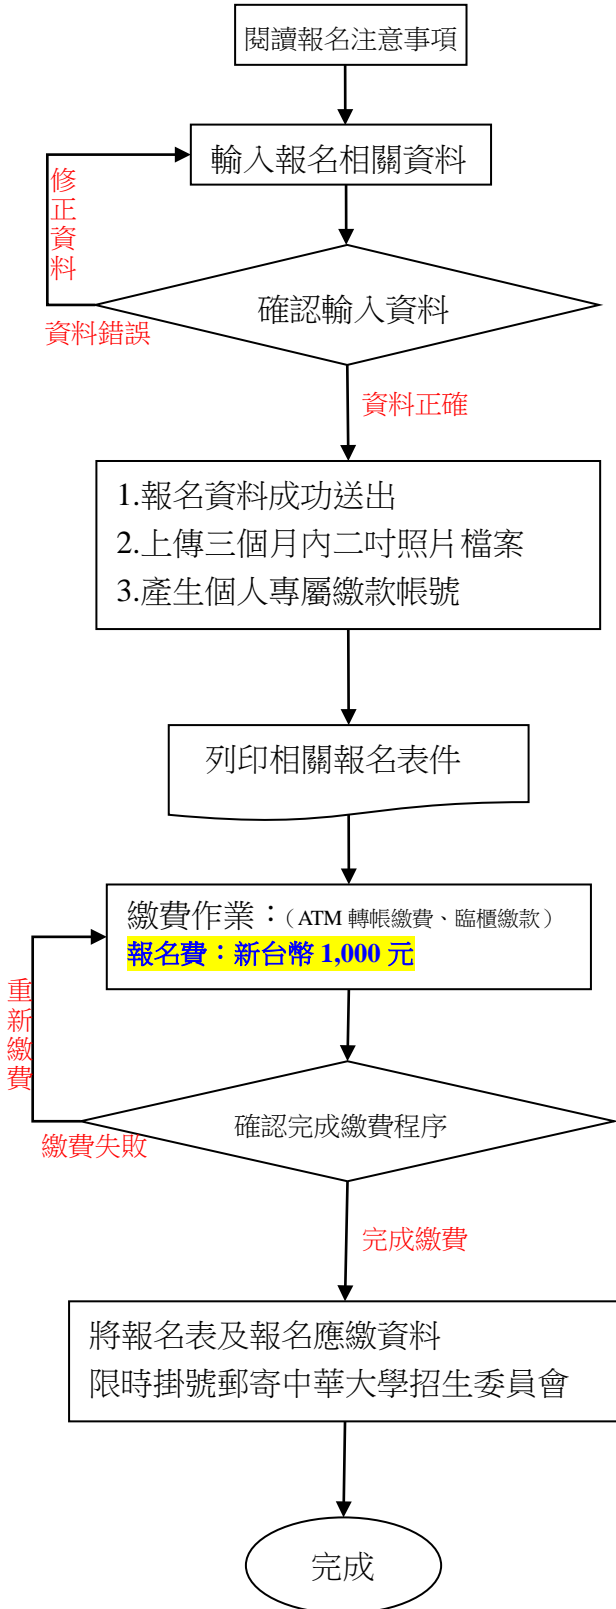 閱讀報名注意事項
輸入報名相關資料
修正資料
確認輸入資料
資料錯誤
資料正確
1.報名資料成功送出
2.上傳三個月內二吋照片檔案
3.產生個人專屬繳款帳號
列印相關報名表件
繳費作業：（ATM 轉帳繳費、臨櫃繳款）
報名費：新台幣 1,000 元
重新繳費
確認完成繳費程序
繳費失敗
完成繳費
將報名表及報名應繳資料
限時掛號郵寄中華大學招生委員會
完成